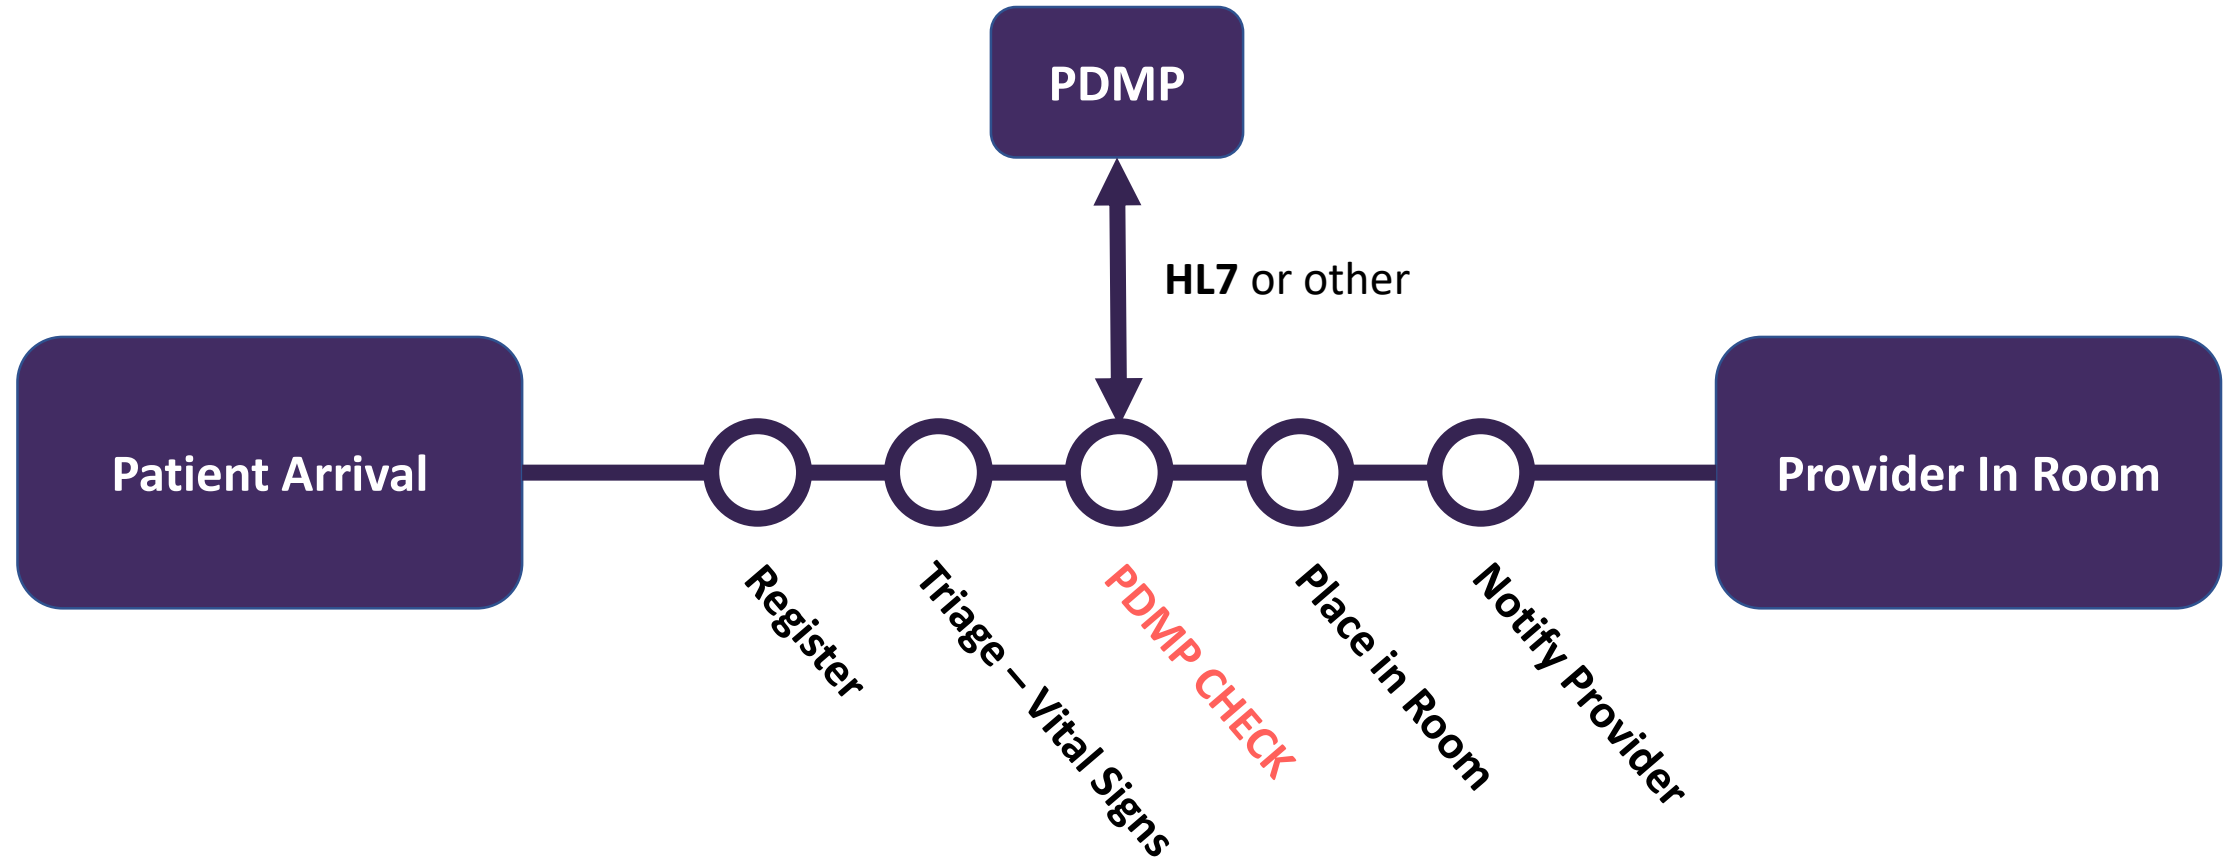 PDMP
HL7 or other
Patient Arrival
Provider In Room
Register
Triage – Vital Signs
PDMP CHECK
Place in Room
Notify Provider